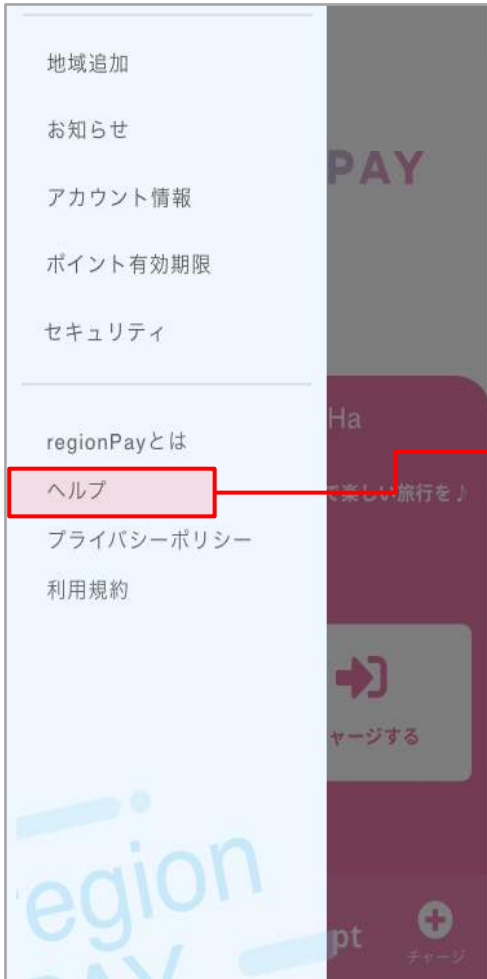 地域追加
お知らせ
PAY
アカウント情報
ポイント有効期限
セキュリティ
Ha
regionPayとは
ヘルプ
で楽しい旅行を♪
プライバシーポリシー
利用規約
ャージする
region
PAY
pt
チャージ